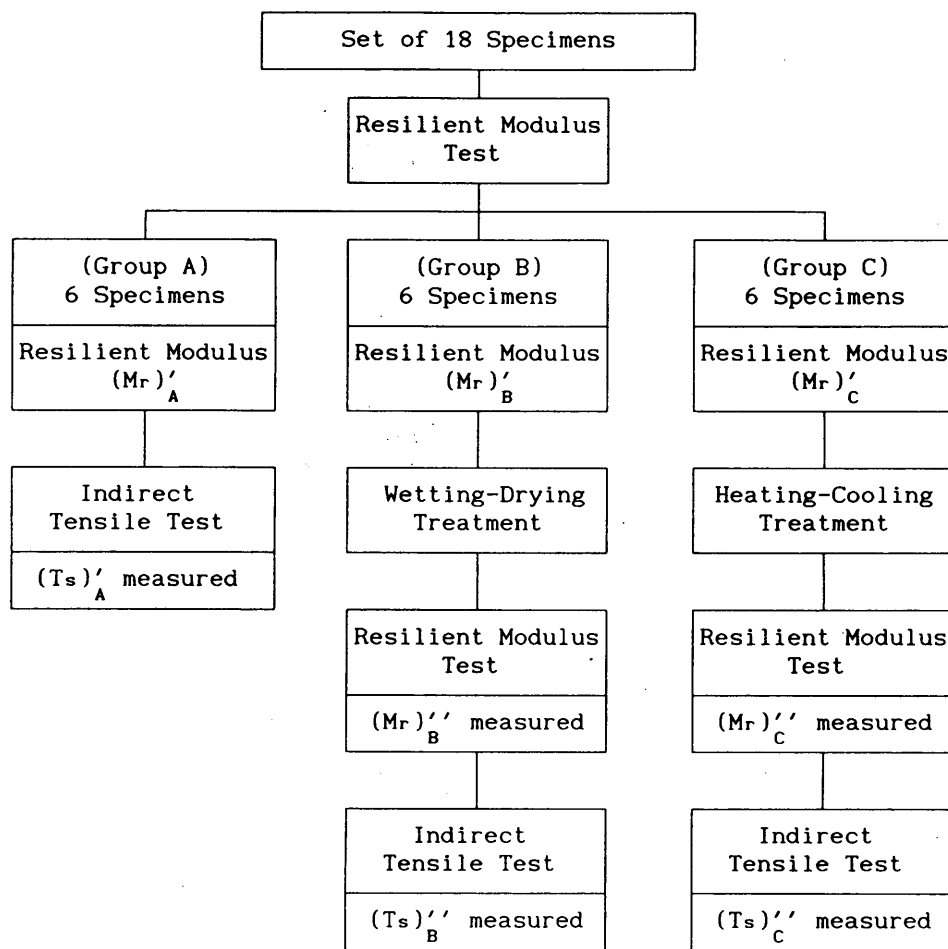 Set of 18 Specimens
Resilient Modulus
Test
(Group A)
6 Specimens
Resilient Modulus
(Mr)′A
Indirect
Tensile Test
(Ts)′A measured
(Group B)
6 Specimens
Resilient Modulus
(Mr)′B
Wetting-Drying
Treatment
Resilient Modulus
Test
(Mr)′′B measured
Indirect
Tensile Test
(Ts)′′B measured
(Group C)
6 Specimens
Resilient Modulus
(Mr)′C
Heating-Cooling
Treatment
Resilient Modulus
Test
(Mr)′′C measured
Indirect
Tensile Test
(Ts)′′C measured